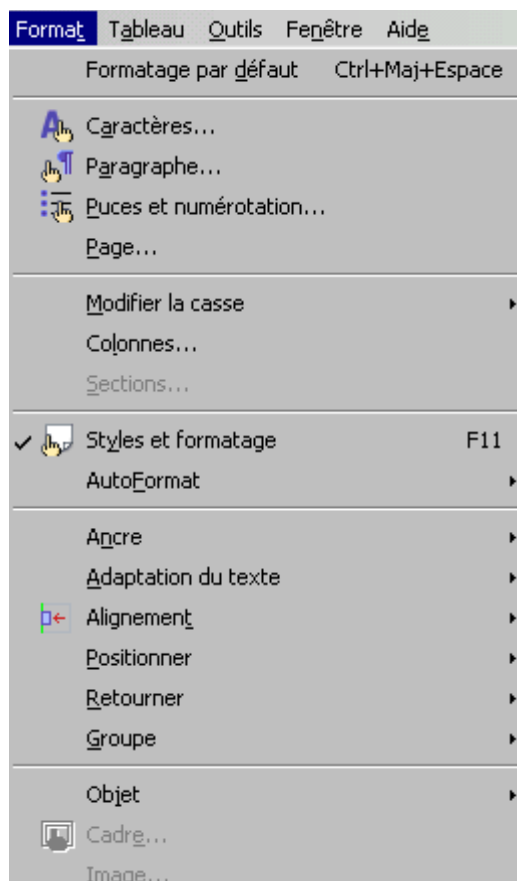 Format Tableau Outils Fenêtre Aide
Formatage par défaut Ctrl+Maj+Espace
Caractères...
Paragraphe...
Puces et numérotation...
Page...
Modifier la casse
Colonnes...
Sections...
Styles et formatage F11
AutoFormat
Ancre
Adaptation du texte
Alignement
Positionner
Retourner
Groupe
Objet
Cadre...
Image...